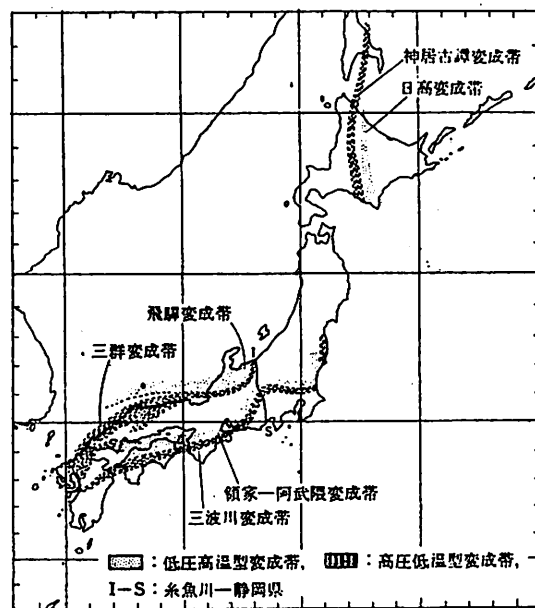 神居古潭変成帯
日高変成帯
飛驒変成帯
三群変成帯
I
S
領家—阿武隈変成帯
三波川変成帯
:低圧高温型変成帯, :高圧低温型変成帯,
I-S:糸魚川—静岡県